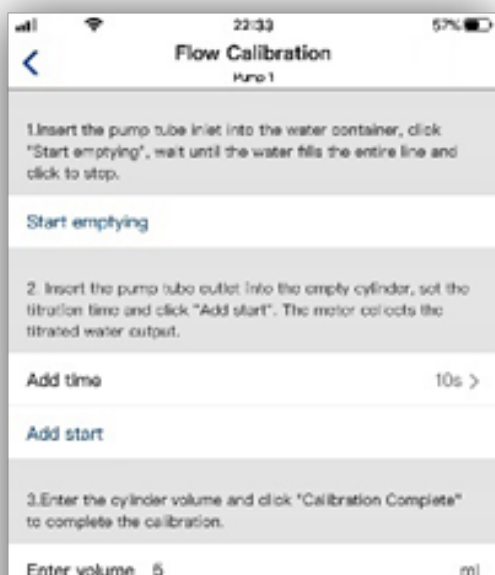 22:33
57%
Flow Calibration
Pump 1
1.Insert the pump tube inlet into the water container, click
"Start emptying", wait until the water fills the entire line and
click to stop.
Start emptying
2. Insert the pump tube outlet into the empty cylinder, set the
titration time and click "Add start". The motor collects the
titrated water output.
Add time 10s >
Add start
3.Enter the cylinder volume and click "Calibration Complete"
to complete the calibration.
Enter volume 5 ml